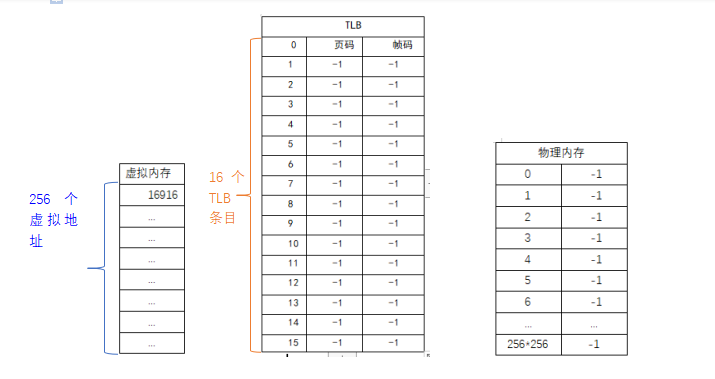 256 个
虚拟地
址
虚拟内存
16916
...
...
...
...
...
...
...
16 个
TLB
条目
TLB
0 页码 帧码
1 -1 -1
2 -1 -1
3 -1 -1
4 -1 -1
5 -1 -1
6 -1 -1
7 -1 -1
8 -1 -1
9 -1 -1
10 -1 -1
11 -1 -1
12 -1 -1
13 -1 -1
14 -1 -1
15 -1 -1
物理内存
0 -1
1 -1
2 -1
3 -1
4 -1
5 -1
6 -1
... ...
256*256 -1